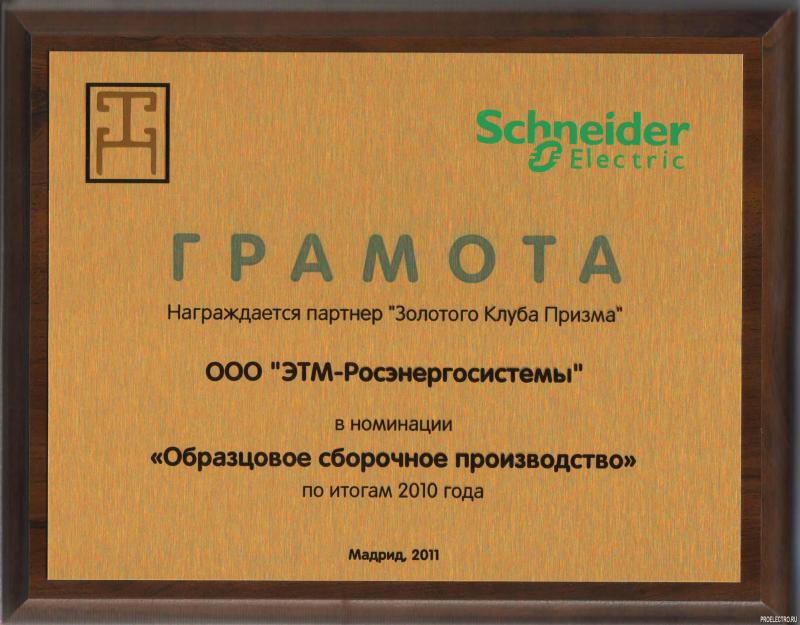 Schneider
Electric
ГРАМОТА
Награждается партнер "Золотого Клуба Призма"
ООО "ЭТМ-Росэнергосистемы"
в номинации
«Образцовое сборочное производство»
по итогам 2010 года
Мадрид, 2011
PROELECTRO.RU